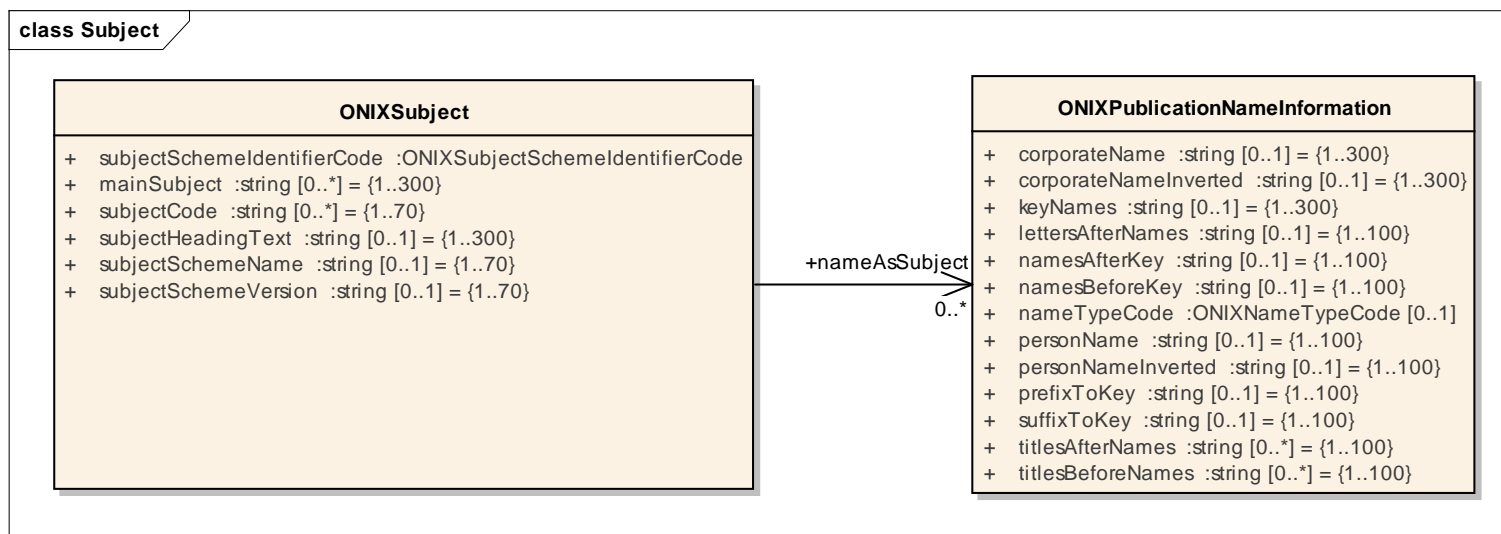 class Subject
ONIXSubject
+ subjectSchemeIdentifierCode :ONIXSubjectSchemeIdentifierCode
+ mainSubject :string [0..*] = {1..300}
+ subjectCode :string [0..*] = {1..70}
+ subjectHeadingText :string [0..1] = {1..300}
+ subjectSchemeName :string [0..1] = {1..70}
+ subjectSchemeVersion :string [0..1] = {1..70}
+nameAsSubject
0..*
ONIXPublicationNameInformation
+ corporateName :string [0..1] = {1..300}
+ corporateNameInverted :string [0..1] = {1..300}
+ keyNames :string [0..1] = {1..300}
+ lettersAfterNames :string [0..1] = {1..100}
+ namesAfterKey :string [0..1] = {1..100}
+ namesBeforeKey :string [0..1] = {1..100}
+ nameTypeCode :ONIXNameTypeCode [0..1]
+ personName :string [0..1] = {1..100}
+ personNameInverted :string [0..1] = {1..100}
+ prefixToKey :string [0..1] = {1..100}
+ suffixToKey :string [0..1] = {1..100}
+ titlesAfterNames :string [0..*] = {1..100}
+ titlesBeforeNames :string [0..*] = {1..100}